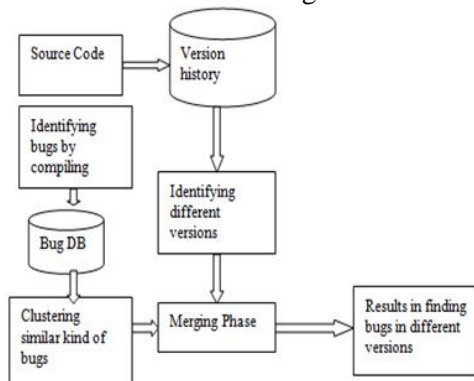 Source Code
Version
history
Identifying
bugs by
compiling
Identifying
different
versions
Bug DB
Clustering
similar kind of
bugs
Merging Phase
Results in finding
bugs in different
versions